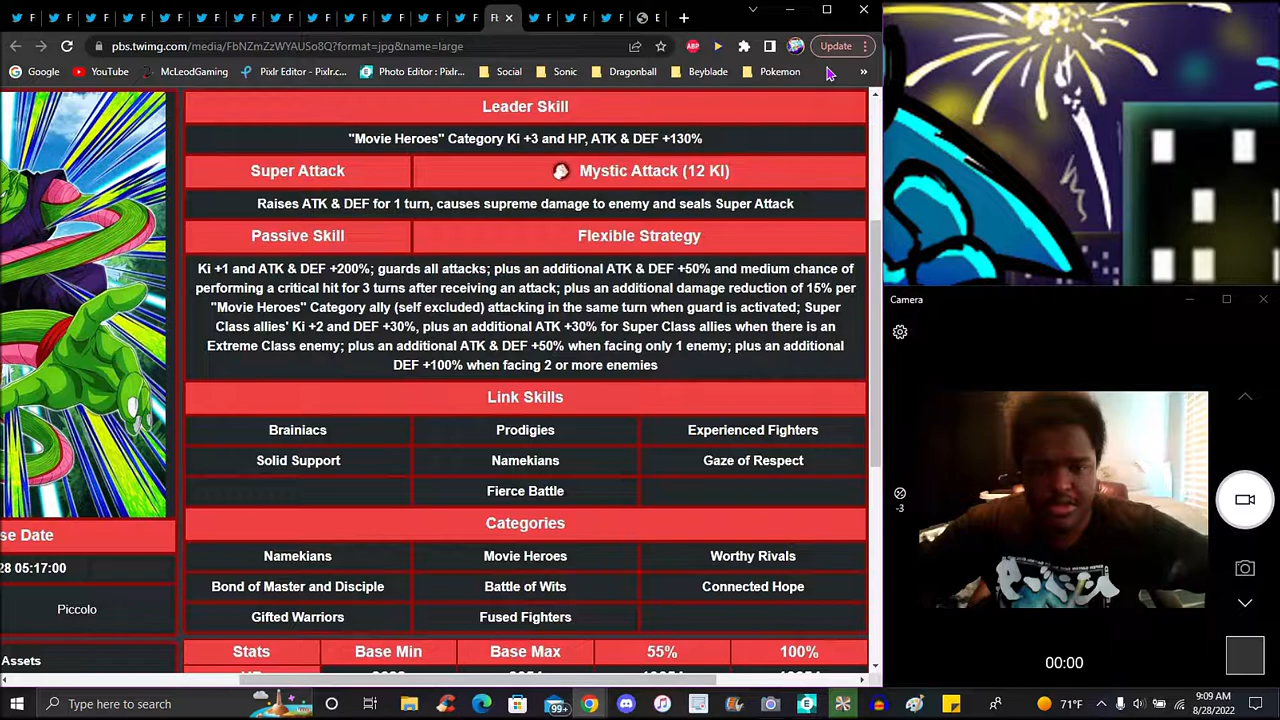 Ft
E
Update
pbs.twimg.com/media/FbNZmZzWYAUSo8Q?format=jpg&name=large
ABP
Google
YouTube
McLeodGaming
Pixlr Editor - Pixlr.c...
Photo Editor : Pixlr...
Social
Sonic
Dragonball
Beyblade
Pokemon
Leader Skill
"Movie Heroes" Category Ki +3 and HP, ATK & DEF +130%
Super Attack
Mystic Attack (12 KI)
Raises ATK & DEF for 1 turn, causes supreme damage to enemy and seals Super Attack
Passive Skill
Flexible Strategy
Ki +1 and ATK & DEF +200%; guards all attacks; plus an additional ATK & DEF +50% and medium chance of
performing a critical hit for 3 turns after receiving an attack; plus an additional damage reduction of 15% per
"Movie Heroes" Category ally (self excluded) attacking in the same turn when guard is activated; Super
Class allies' Ki +2 and DEF +30%, plus an additional ATK +30% for Super Class allies when there is an
Extreme Class enemy; plus an additional ATK & DEF +50% when facing only 1 enemy; plus an additional
DEF +100% when facing 2 or more enemies
Link Skills
Brainiacs
Prodigies
Experienced Fighters
Solid Support
Namekians
Gaze of Respect
Fierce Battle
Categories
Namekians
Movie Heroes
Worthy Rivals
Bond of Master and Disciple
Battle of Wits
Connected Hope
Gifted Warriors
Fused Fighters
Stats
Base Min
Base Max
55%
100%
se Date
28 05:17:00
Piccolo
Assets
Camera
-3
00:00
Type here to search
99+
71°F
9:09 AM
8/28/2022